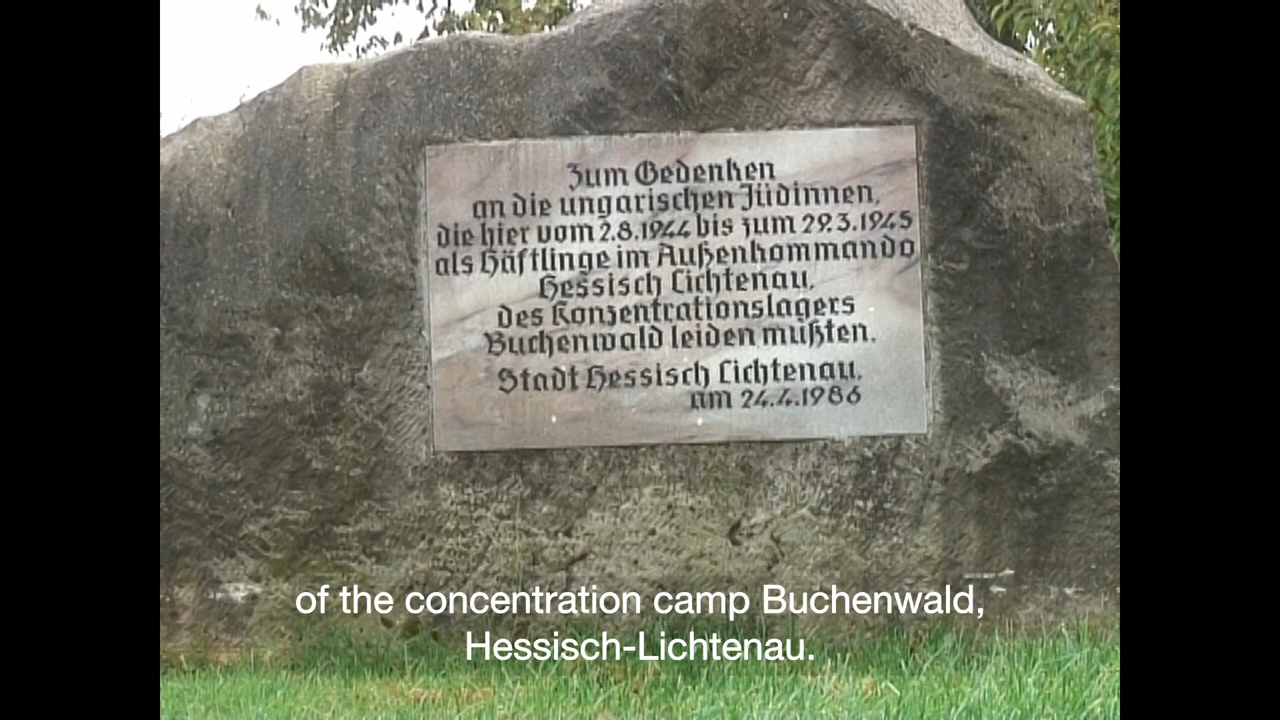 Zum Gedenken
an die ungarischen Jüdinnen,
die hier vom 2.8.1944 bis zum 29.3.1945
als Häftlinge im Außenkommando
Hessisch Lichtenau,
des Konzentrationslagers
Buchenwald leiden mußten.
Stadt Hessisch Lichtenau,
am 24.4.1986
of the concentration camp Buchenwald,
Hessisch-Lichtenau.